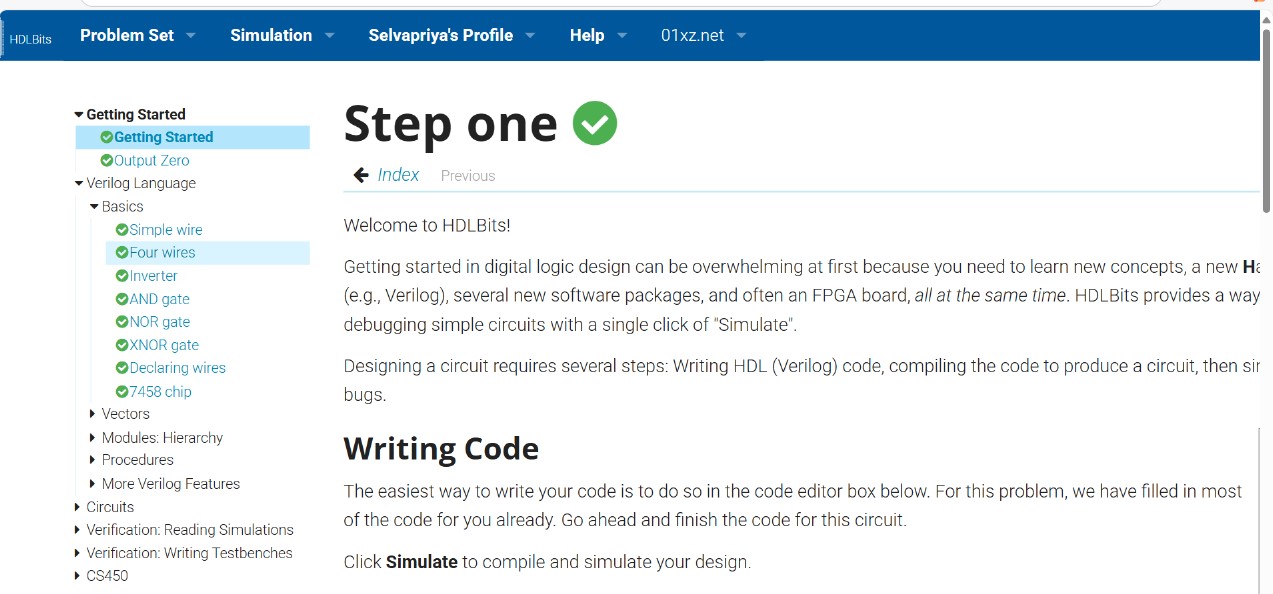 HDLBits Problem Set Simulation Selvapriya's Profile Help 01xz.net
Getting Started
Getting Started
Output Zero
Verilog Language
Basics
Simple wire
Four wires
Inverter
AND gate
NOR gate
XNOR gate
Declaring wires
7458 chip
Vectors
Modules: Hierarchy
Procedures
More Verilog Features
Circuits
Verification: Reading Simulations
Verification: Writing Testbenches
CS450
Step one
Index Previous
Welcome to HDLBits!
Getting started in digital logic design can be overwhelming at first because you need to learn new concepts, a new
(e.g., Verilog), several new software packages, and often an FPGA board, all at the same time. HDLBits provides a way
debugging simple circuits with a single click of "Simulate".
Designing a circuit requires several steps: Writing HDL (Verilog) code, compiling the code to produce a circuit, then
bugs.
Writing Code
The easiest way to write your code is to do so in the code editor box below. For this problem, we have filled in most
of the code for you already. Go ahead and finish the code for this circuit.
Click Simulate to compile and simulate your design.